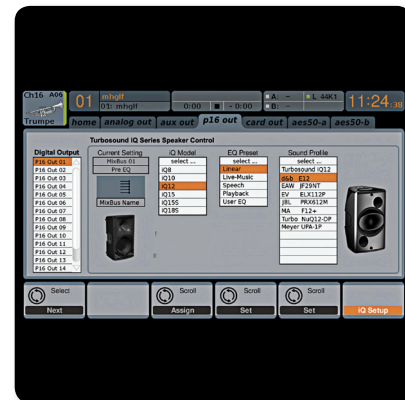 Ch16 A06
01
mhglf
01: mhglf
0:00
- 0:00
A: -
B: -
L 44K1
11:24:38
Trumpe
home
analog out
aux out
p16 out
card out
aes50-a
aes50-b
Turbosound iQ Series Speaker Control
Digital Output
P16 Out 01
P16 Out 02
P16 Out 03
P16 Out 04
P16 Out 05
P16 Out 06
P16 Out 07
P16 Out 08
P16 Out 09
P16 Out 10
P16 Out 11
P16 Out 12
P16 Out 13
P16 Out 14
Current Setting
MixBus 01
Pre EQ
MixBus Name
iQ Model
select ...
iQ8
iQ10
iQ12
iQ15
iQ15S
iQ18S
EQ Preset
select ...
Linear
Live-Music
Speech
Playback
User EQ
Sound Profile
select ...
Turbosound iQ12
d&b E12
EAW JF29NT
EV ELX112P
JBL PRX612M
MA F12+
Turbo NuQ12-DP
Meyer UPA-1P
Select
Next
Scroll
Assign
Scroll
Set
Scroll
Set
iQ Setup